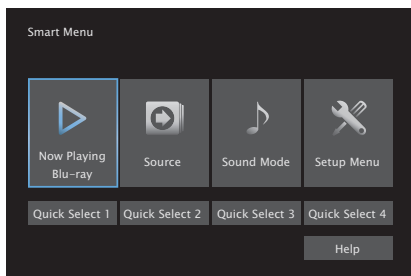 Smart Menu
Now Playing
Blu-ray
Source
Sound Mode
Setup Menu
Quick Select 1
Quick Select 2
Quick Select 3
Quick Select 4
Help